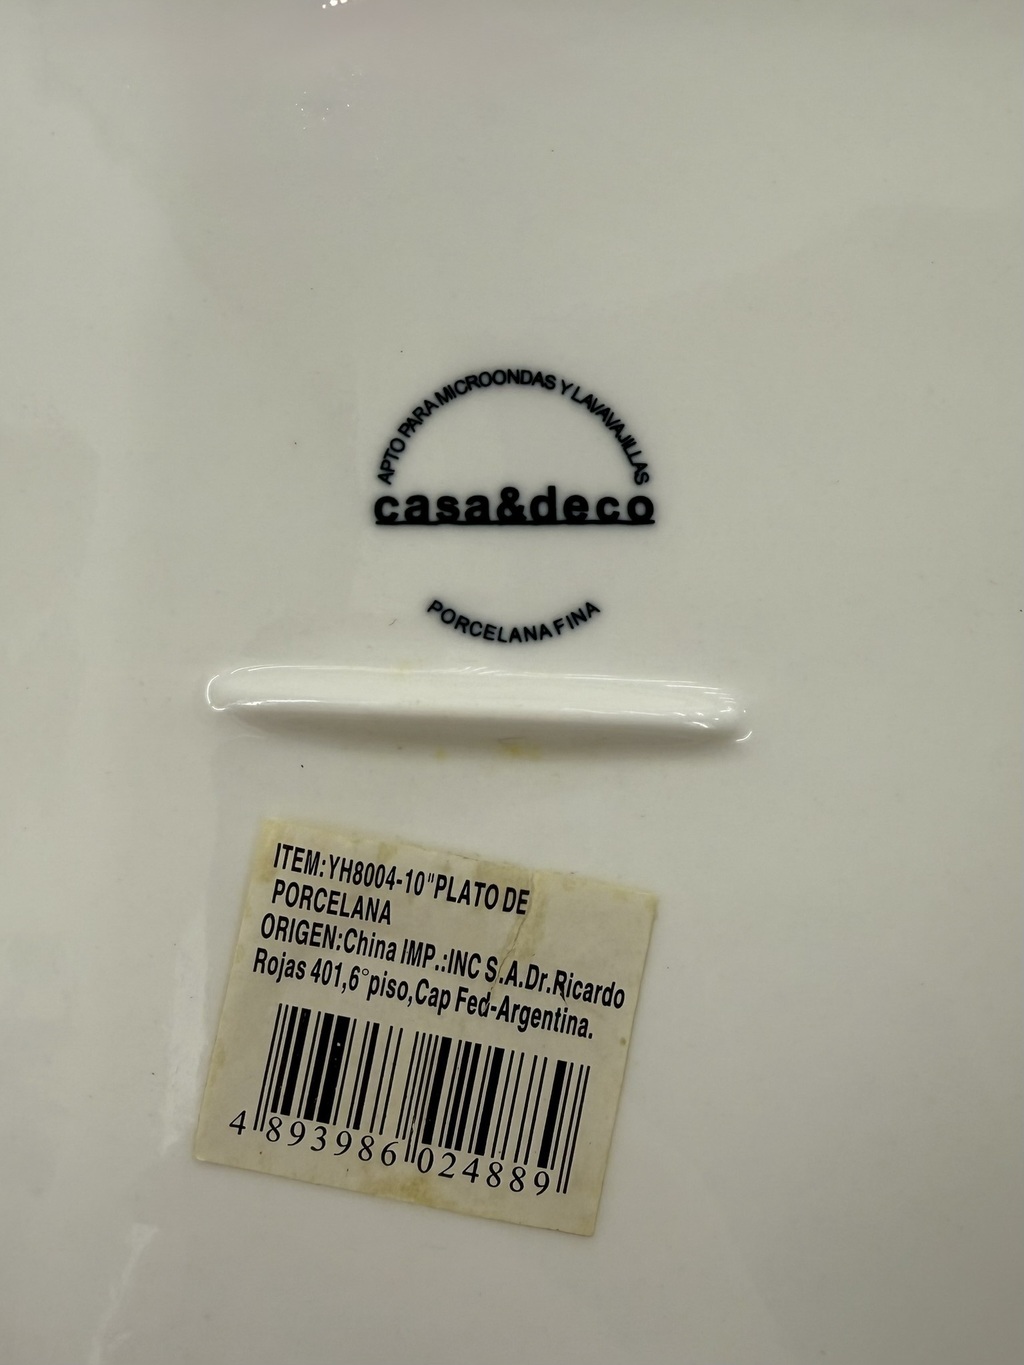 APTO PARA MICROONDAS Y LAVAVAJILLAS
casa&deco
PORCELANA FINA
ITEM:YH8004-10"PLATO DE
PORCELANA
ORIGEN:China IMP.:INC S.A.Dr.Ricardo
Rojas 401,6°piso,Cap Fed-Argentina.
4 893986 024889